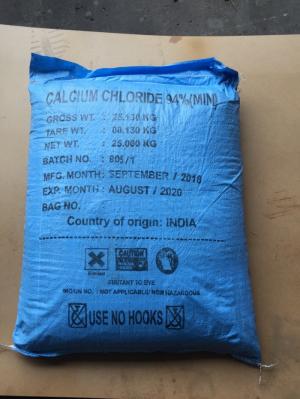 CALCIUM CHLORIDE 94%(MIN)
GROSS WT. : 25.130 KG
TARE WT. : 00.130 KG
NET WT. : 25.000 KG
BATCH NO. : 805/1
MFG. MONTH: SEPTEMBER / 2018
EXP. MONTH : AUGUST / 2020
BAG NO. :
Country of origin: INDIA
CAUTION
IRRITANT TO EYE
NOT APPLICABLE/ NON HAZARDOUS
USE NO HOOKS